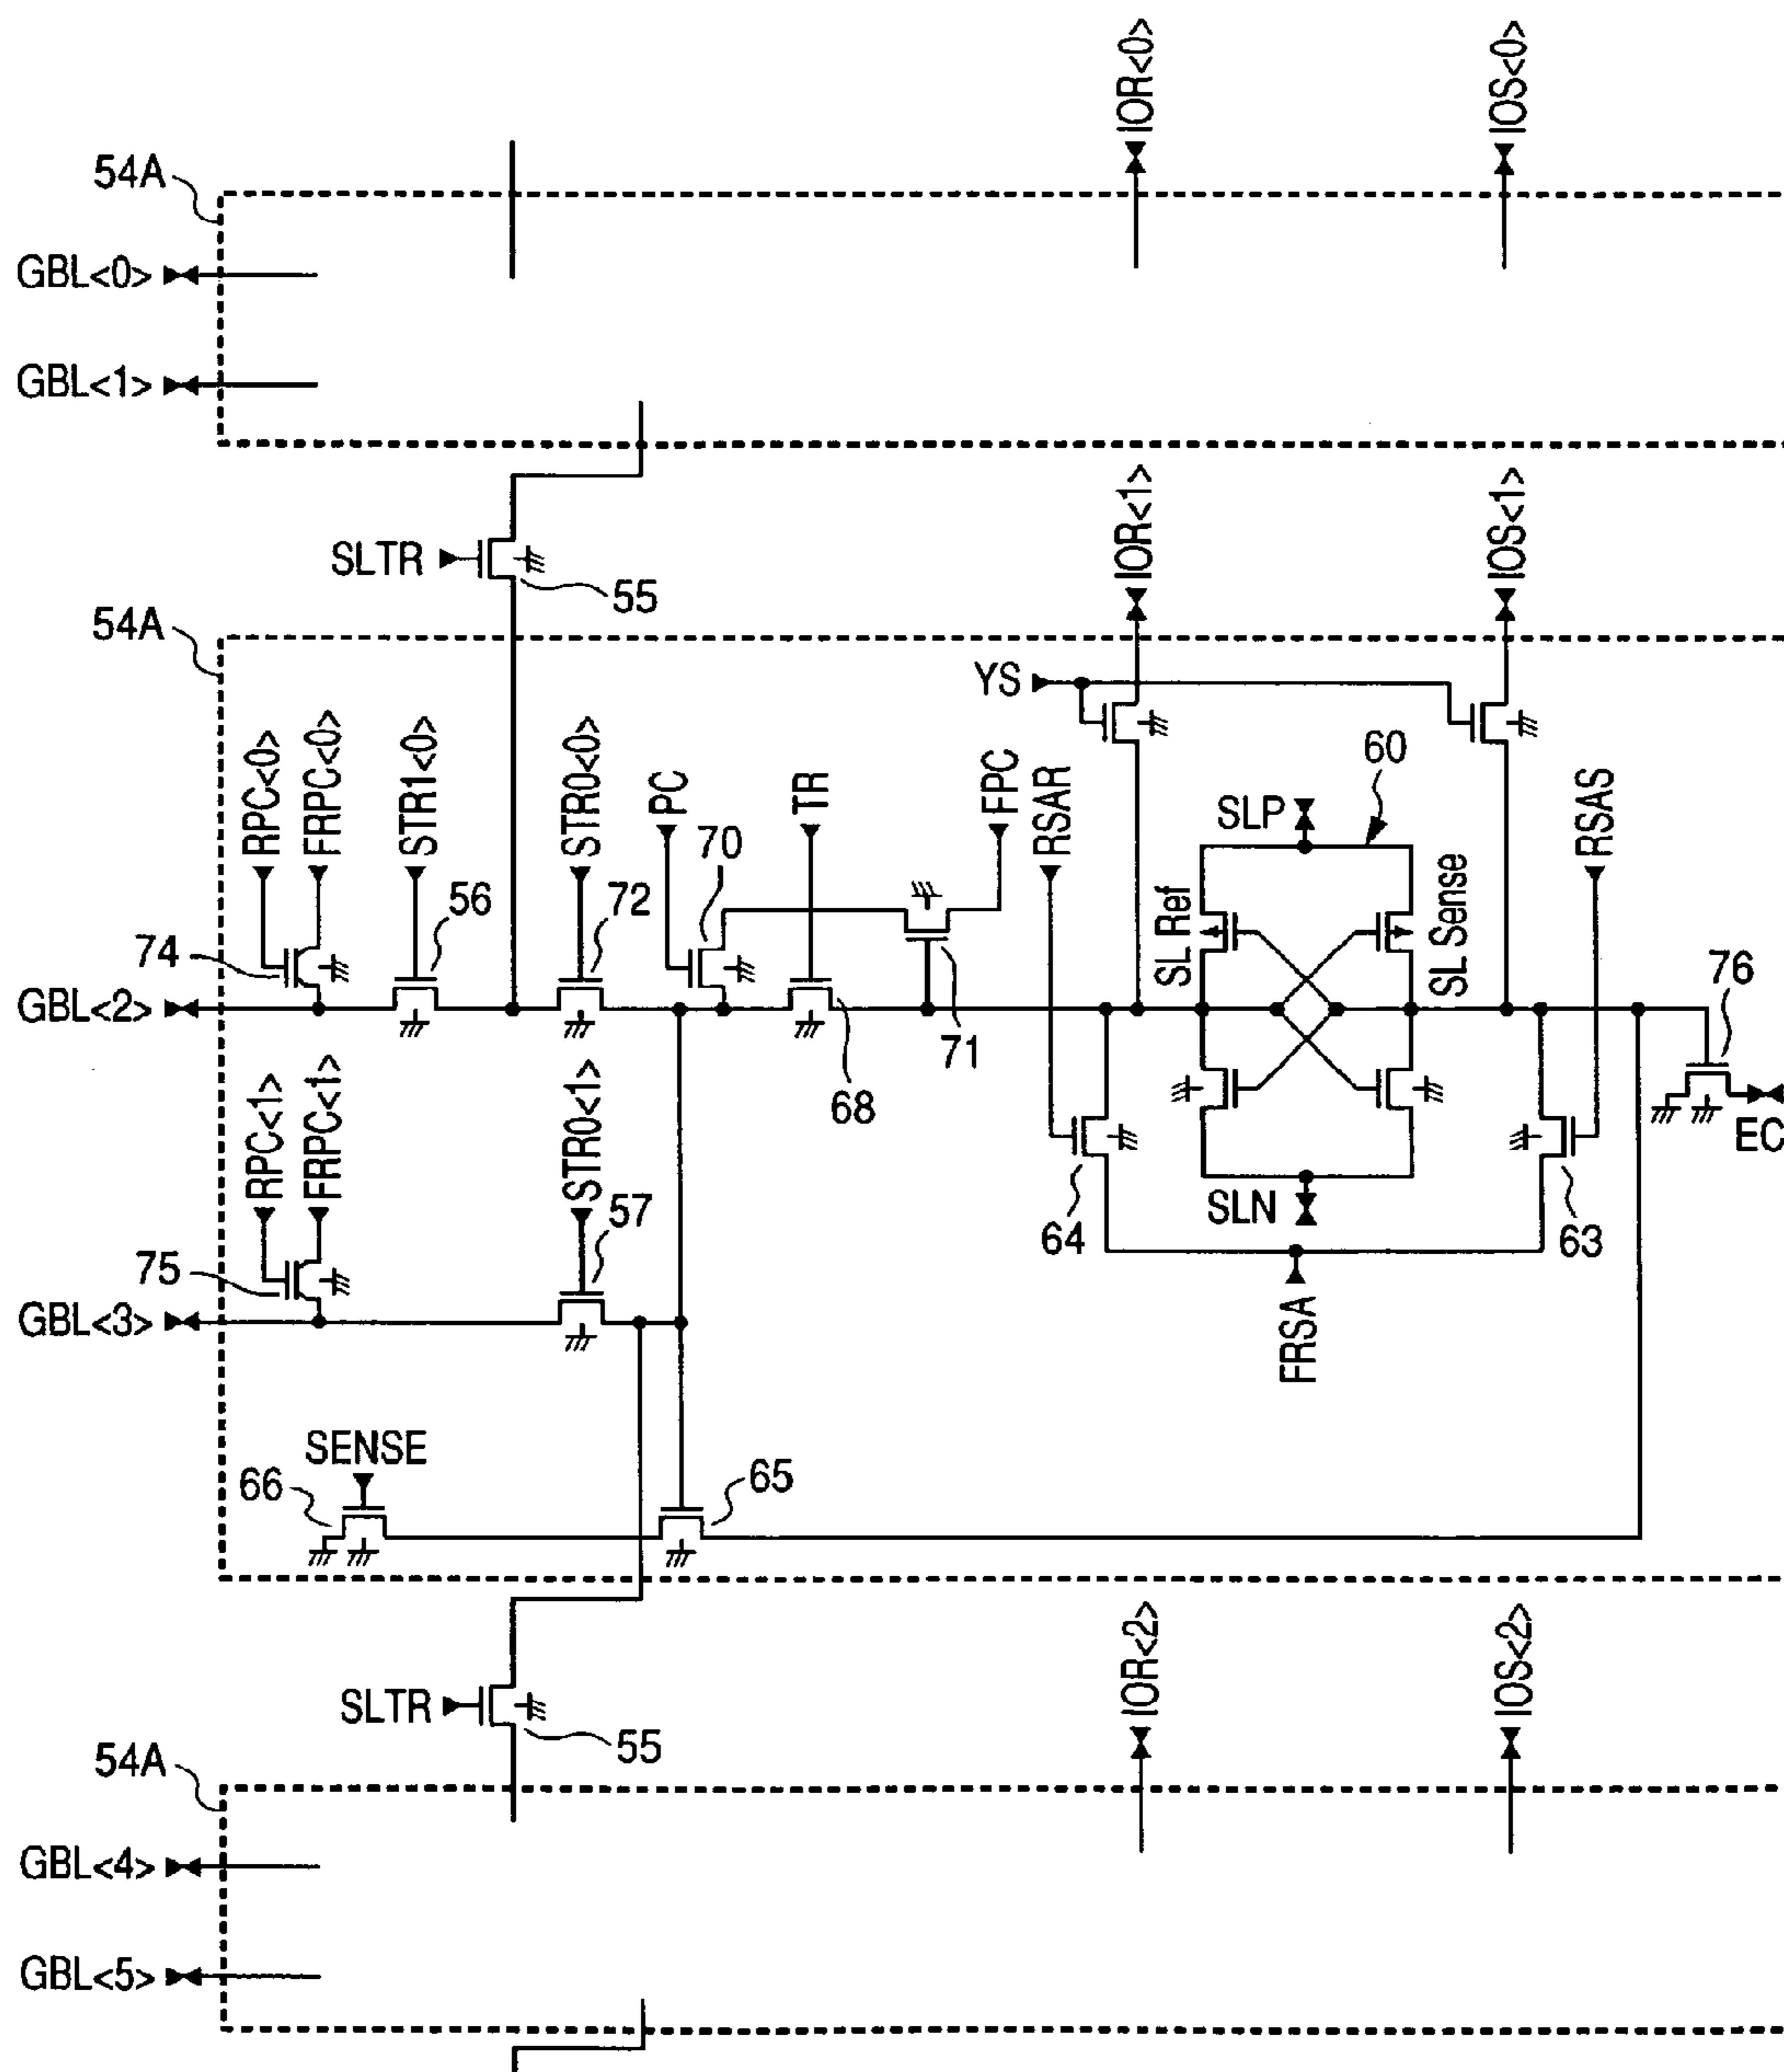 IOR<0>
IOS<0>
54A
GBL<0>
GBL<1>
IOR<1>
IOS<1>
SLTR
55
54A
YS
RPC<0>
FRPC<0>
STR1<0>
STR0<0>
PC
TR
FPC
RSAR
60
SLP
RSAS
56
72
70
SL Ref
SL Sense
74
76
GBL<2>
71
68
RPC<1>
FRPC<1>
STR0<1>
EC
57
64
SLN
63
75
GBL<3>
FRSA
SENSE
66
65
IOR<2>
IOS<2>
SLTR
55
54A
GBL<4>
GBL<5>